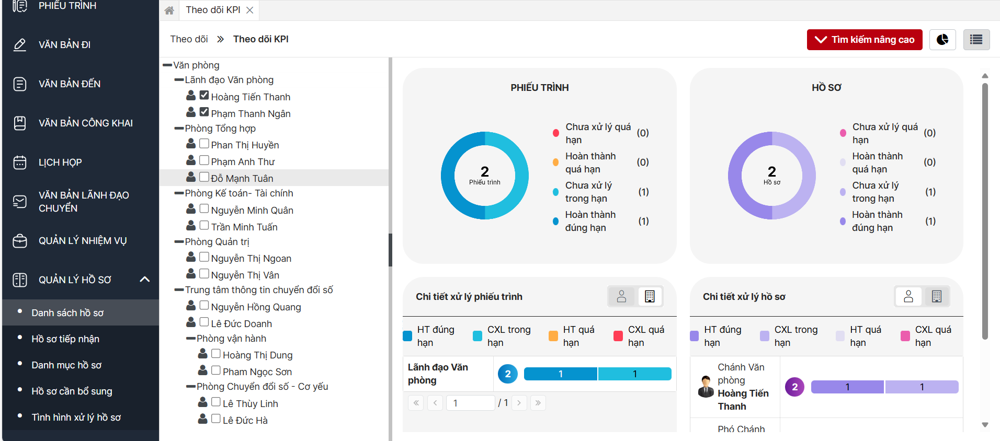 PHIẾU TRÌNH
VĂN BẢN ĐI
VĂN BẢN ĐẾN
VĂN BẢN CÔNG KHAI
LỊCH HỌP
VĂN BẢN LÃNH ĐẠO
CHUYỂN
QUẢN LÝ NHIỆM VỤ
QUẢN LÝ HỒ SƠ
Danh sách hồ sơ
Hồ sơ tiếp nhận
Danh mục hồ sơ
Hồ sơ cần bổ sung
Tình hình xử lý hồ sơ
Theo dõi KPI
Theo dõi » Theo dõi KPI
Tìm kiếm nâng cao
Văn phòng
Lãnh đạo Văn phòng
Hoàng Tiến Thanh
Phạm Thanh Ngân
Phòng Tổng hợp
Phan Thị Huyền
Phạm Anh Thư
Đỗ Mạnh Tuân
Phòng Kế toán- Tài chính
Nguyễn Minh Quân
Trần Minh Tuấn
Phòng Quản trị
Nguyễn Thị Ngoan
Nguyễn Thị Vân
Trung tâm thông tin chuyển đổi số
Nguyễn Hồng Quang
Lê Đức Doanh
Phòng vận hành
Hoàng Thị Dung
Pham Ngọc Sơn
Phòng Chuyển đổi số - Cơ yếu
Lê Thùy Linh
Lê Đức Hà
PHIẾU TRÌNH
2
Phiếu trình
Chưa xử lý quá
hạn (0)
Hoàn thành
quá hạn (0)
Chưa xử lý
trong hạn (1)
Hoàn thành
đúng hạn (1)
HỒ SƠ
2
Hồ sơ
Chưa xử lý quá
hạn (0)
Hoàn thành
quá hạn (0)
Chưa xử lý
trong hạn (1)
Hoàn thành
đúng hạn (1)
Chi tiết xử lý phiếu trình
HT đúng
hạn
CXL trong
hạn
HT quá
hạn
CXL quá
hạn
Lãnh đạo Văn
phòng
2 1 1
« ‹ 1 / 1 › »
Chi tiết xử lý hồ sơ
HT đúng
hạn
CXL trong
hạn
HT quá
hạn
CXL quá
hạn
Chánh Văn
phòng
Hoàng Tiến
Thanh
2 1 1
Phó Chánh